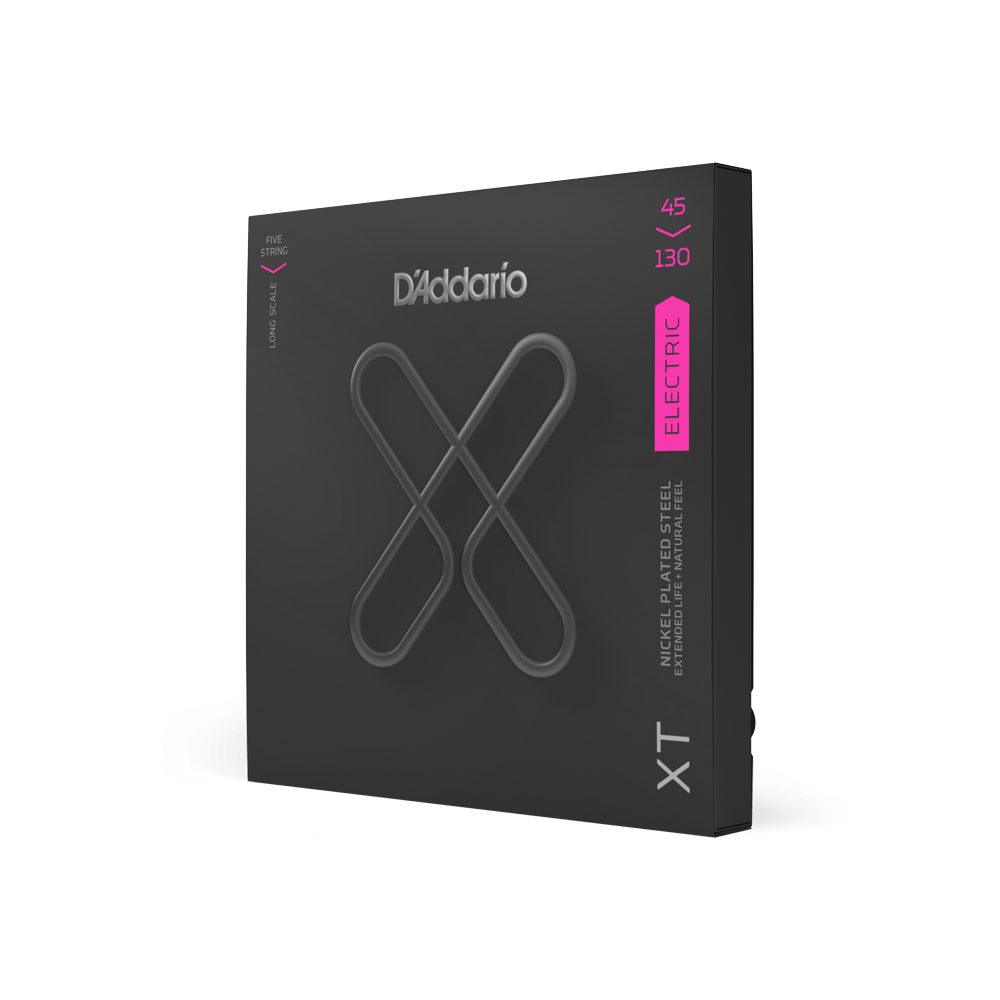 FIVE
STRING
LONG SCALE
D'Addario
45
130
ELECTRIC
NICKEL PLATED STEEL
EXTENDED LIFE + NATURAL FEEL
XT